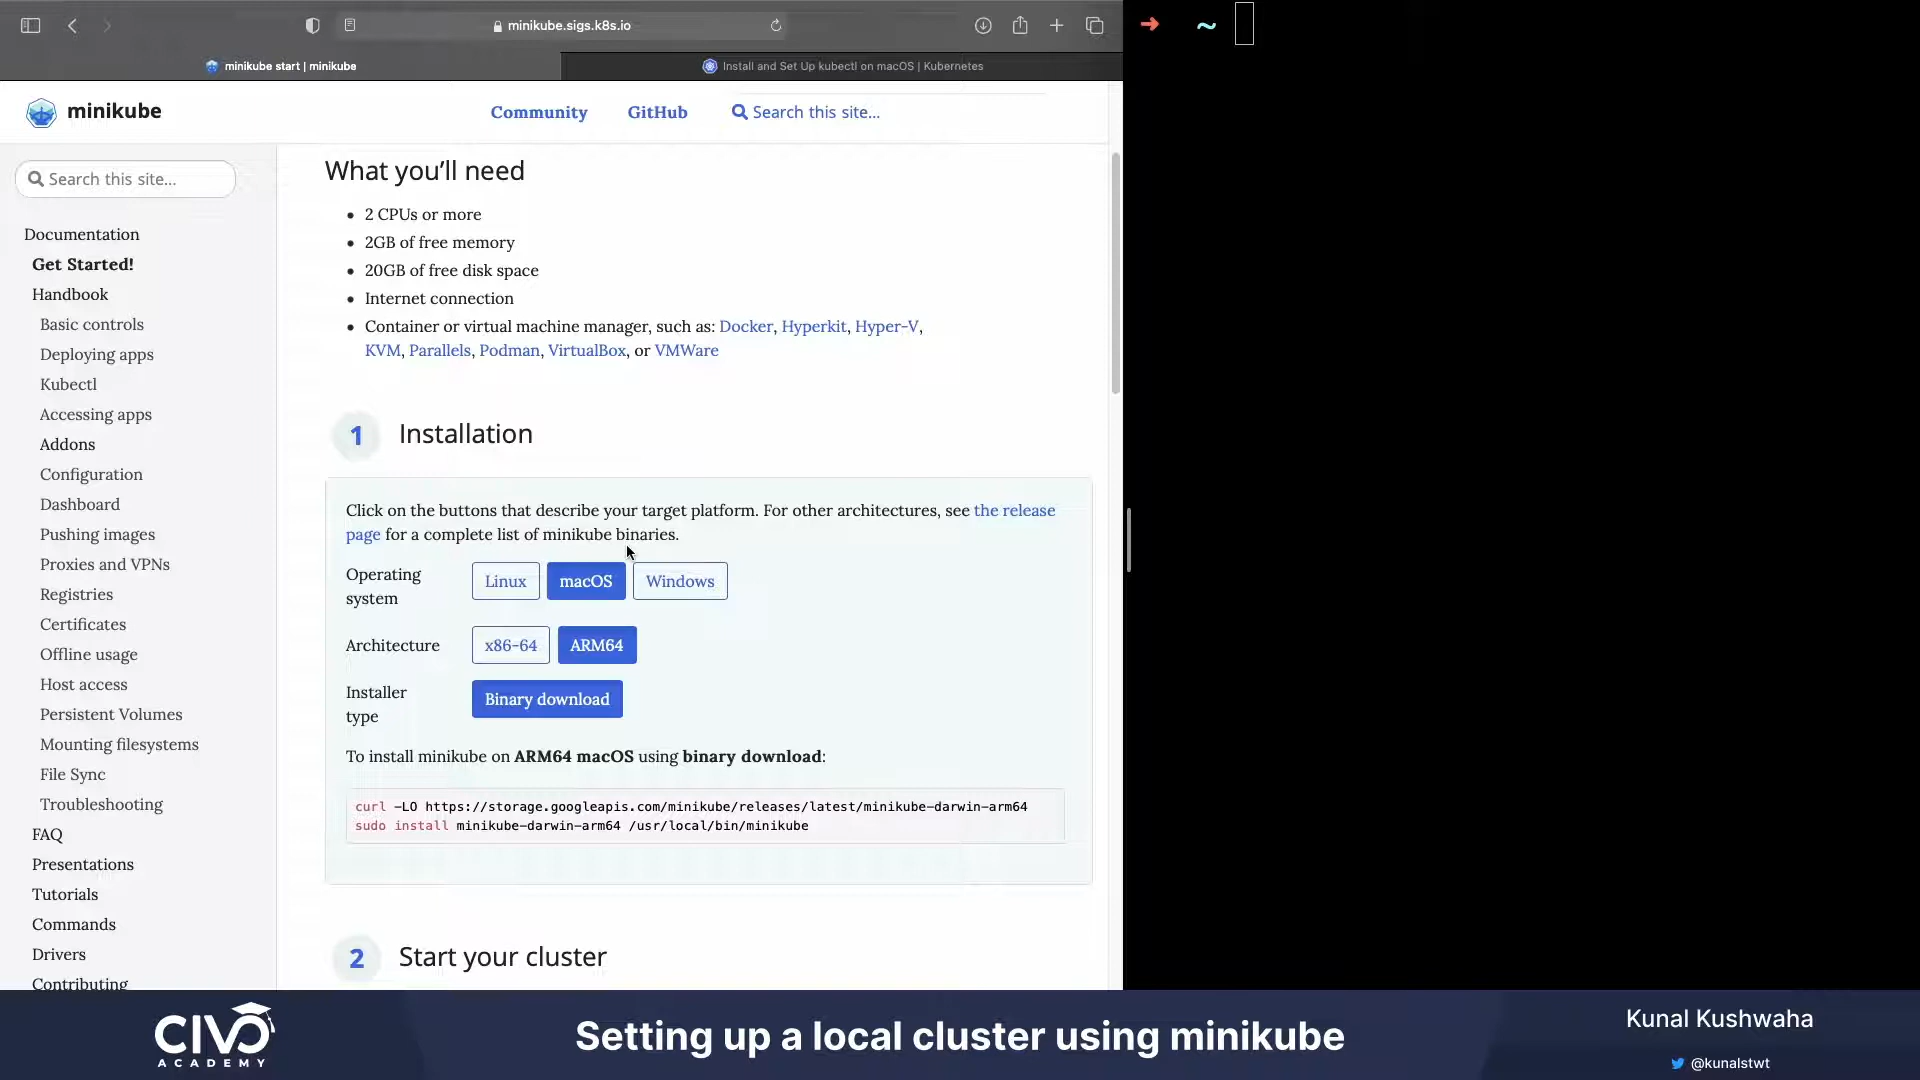 minikube.sigs.k8s.io
minikube start | minikube
Install and Set Up kubectl on macOS | Kubernetes
minikube
Community
GitHub
Search this site...
Search this site...
Documentation
Get Started!
Handbook
Basic controls
Deploying apps
Kubectl
Accessing apps
Addons
Configuration
Dashboard
Pushing images
Proxies and VPNs
Registries
Certificates
Offline usage
Host access
Persistent Volumes
Mounting filesystems
File Sync
Troubleshooting
FAQ
Presentations
Tutorials
Commands
Drivers
Contributing
What you’ll need
2 CPUs or more
2GB of free memory
20GB of free disk space
Internet connection
Container or virtual machine manager, such as: Docker, Hyperkit, Hyper-V,
KVM, Parallels, Podman, VirtualBox, or VMWare
1 Installation
Click on the buttons that describe your target platform. For other architectures, see the release
page for a complete list of minikube binaries.
Operating system
Linux macOS Windows
Architecture
x86-64 ARM64
Installer type
Binary download
To install minikube on ARM64 macOS using binary download:
curl -LO https://storage.googleapis.com/minikube/releases/latest/minikube-darwin-arm64
sudo install minikube-darwin-arm64 /usr/local/bin/minikube
2 Start your cluster
➜ ~
CIVO
ACADEMY
Setting up a local cluster using minikube
Kunal Kushwaha
@kunalstwt